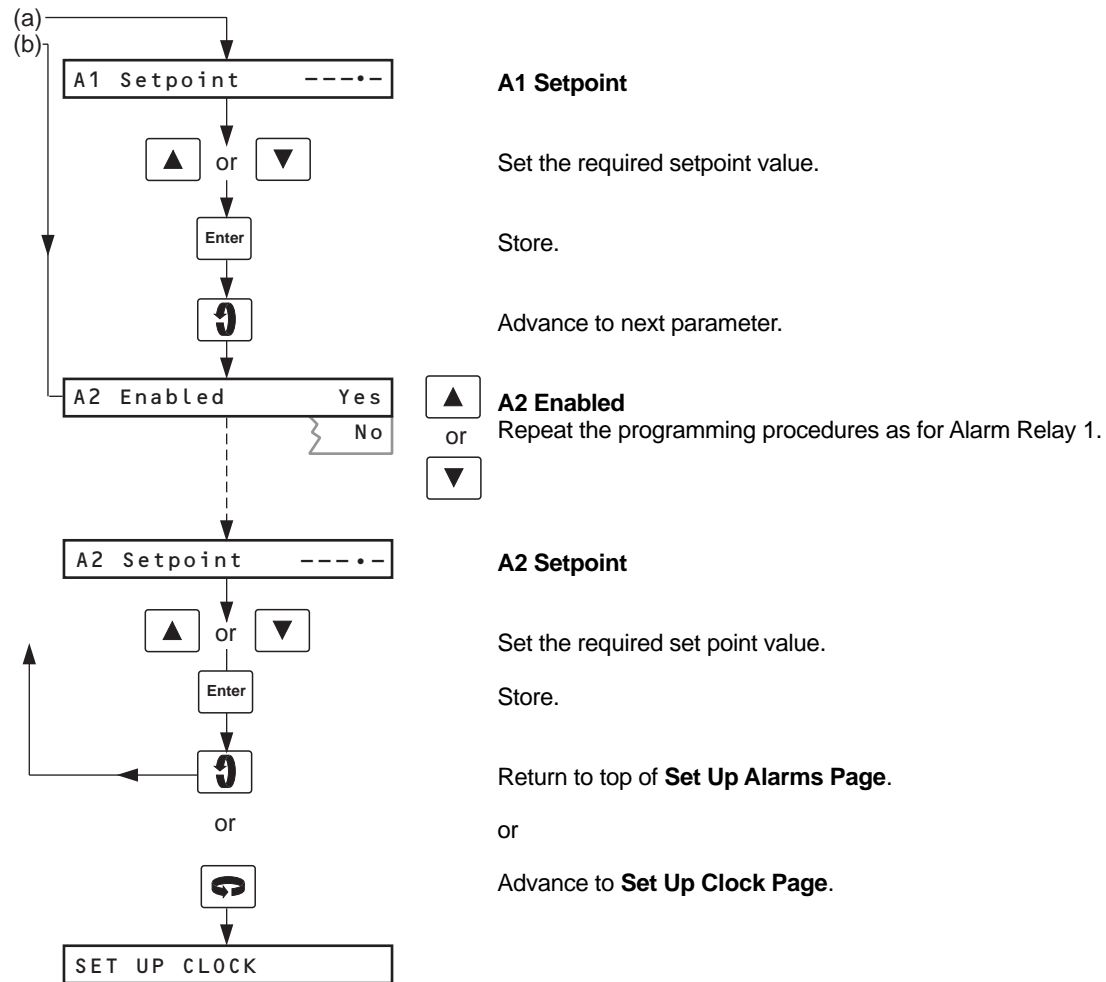 (a)
(b)
A1 Setpoint ---•-
A1 Setpoint
▲ or ▼
Set the required setpoint value.
Enter
Store.
Advance to next parameter.
A2 Enabled Yes
No
▲
or
▼
A2 Enabled
Repeat the programming procedures as for Alarm Relay 1.
A2 Setpoint ---•-
A2 Setpoint
▲ or ▼
Set the required set point value.
Enter
Store.
Return to top of Set Up Alarms Page.
or
or
Advance to Set Up Clock Page.
SET UP CLOCK